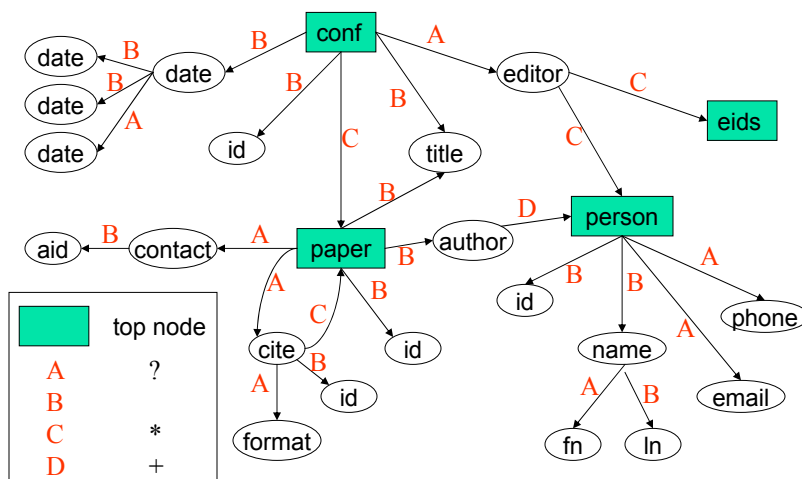 conf
B
A
date
B
date
B
editor
date
B
A
date
B
id
C
B
title
C
eids
C
B
D
person
aid
B
contact
A
paper
B
author
A
C
B
id
B
B
A
phone
top node
A ?
B
C *
D +
cite
B
A
id
id
format
name
A
email
A
B
fn
ln